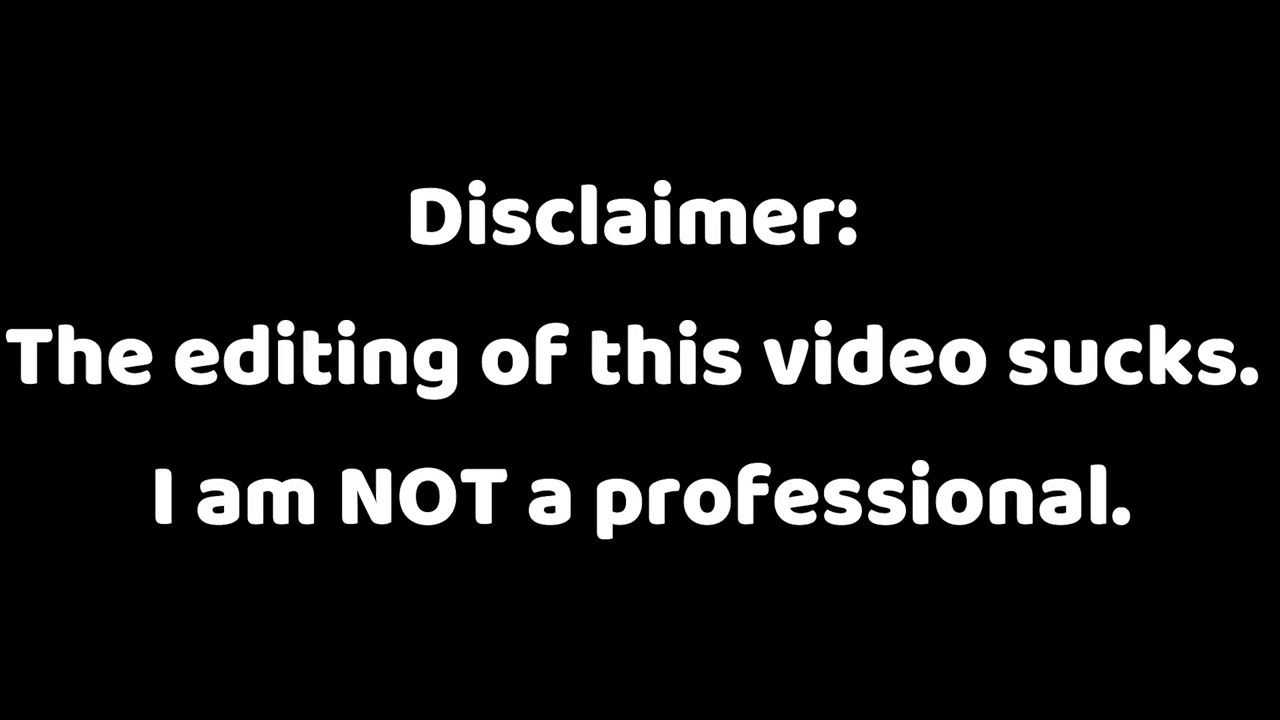 Disclaimer:
The editing of this video sucks.
I am NOT a professional.